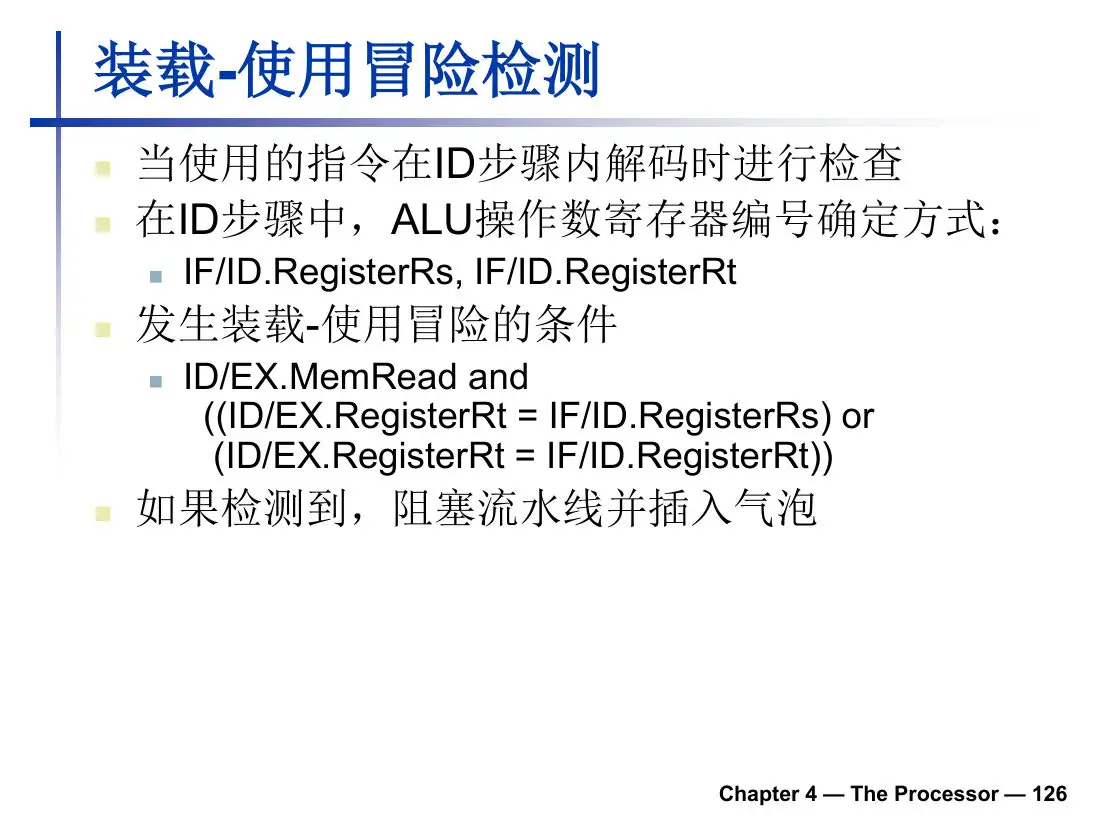 装载-使用冒险检测
当使用的指令在ID步骤内解码时进行检查
在ID步骤中，ALU操作数寄存器编号确定方式：
IF/ID.RegisterRs, IF/ID.RegisterRt
发生装载-使用冒险的条件
ID/EX.MemRead and
((ID/EX.RegisterRt = IF/ID.RegisterRs) or
(ID/EX.RegisterRt = IF/ID.RegisterRt))
如果检测到，阻塞流水线并插入气泡
Chapter 4 — The Processor — 126